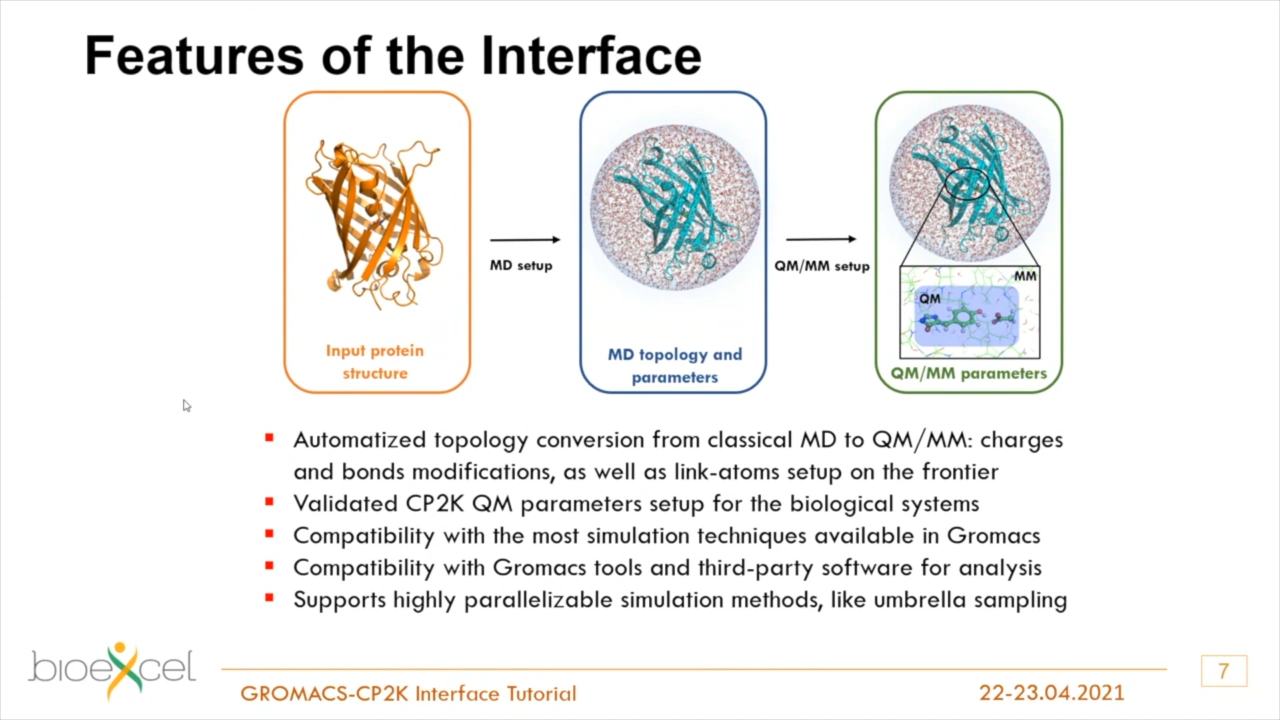 Features of the Interface
MD setup
QM/MM setup
MM
QM
Input protein
structure
MD topology and
parameters
QM/MM parameters
Automatized topology conversion from classical MD to QM/MM: charges
and bonds modifications, as well as link-atoms setup on the frontier
Validated CP2K QM parameters setup for the biological systems
Compatibility with the most simulation techniques available in Gromacs
Compatibility with Gromacs tools and third-party software for analysis
Supports highly parallelizable simulation methods, like umbrella sampling
bioexcel
GROMACS-CP2K Interface Tutorial
22-23.04.2021
7